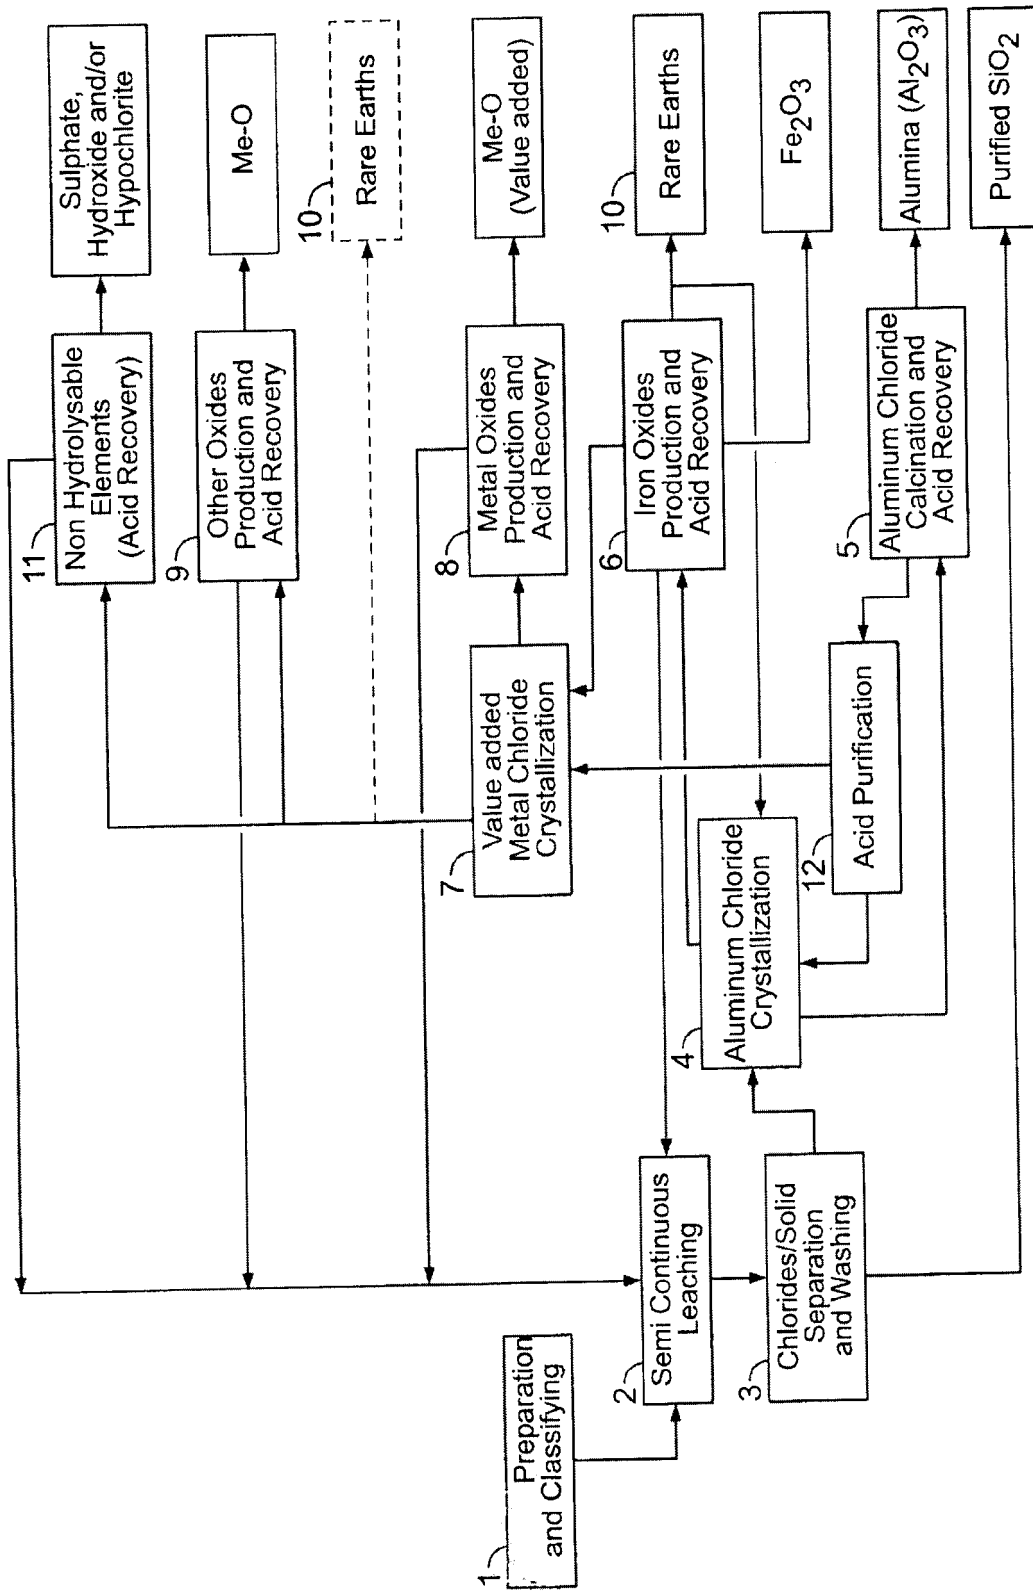 1
Preparation
and Classifying
2
Semi Continuous
Leaching
3
Chlorides/Solid
Separation
and Washing
4
Aluminum Chloride
Crystallization
12
Acid Purification
7
Value added
Metal Chloride
Crystallization
11
Non Hydrolysable
Elements
(Acid Recovery)
9
Other Oxides
Production and
Acid Recovery
8
Metal Oxides
Production and
Acid Recovery
6
Iron Oxides
Production and
Acid Recovery
5
Aluminum Chloride
Calcination and
Acid Recovery
Sulphate,
Hydroxide and/or
Hypochlorite
Me-O
10
Rare Earths
Me-O
(Value added)
10
Rare Earths
Fe2O3
Alumina (Al2O3)
Purified SiO2